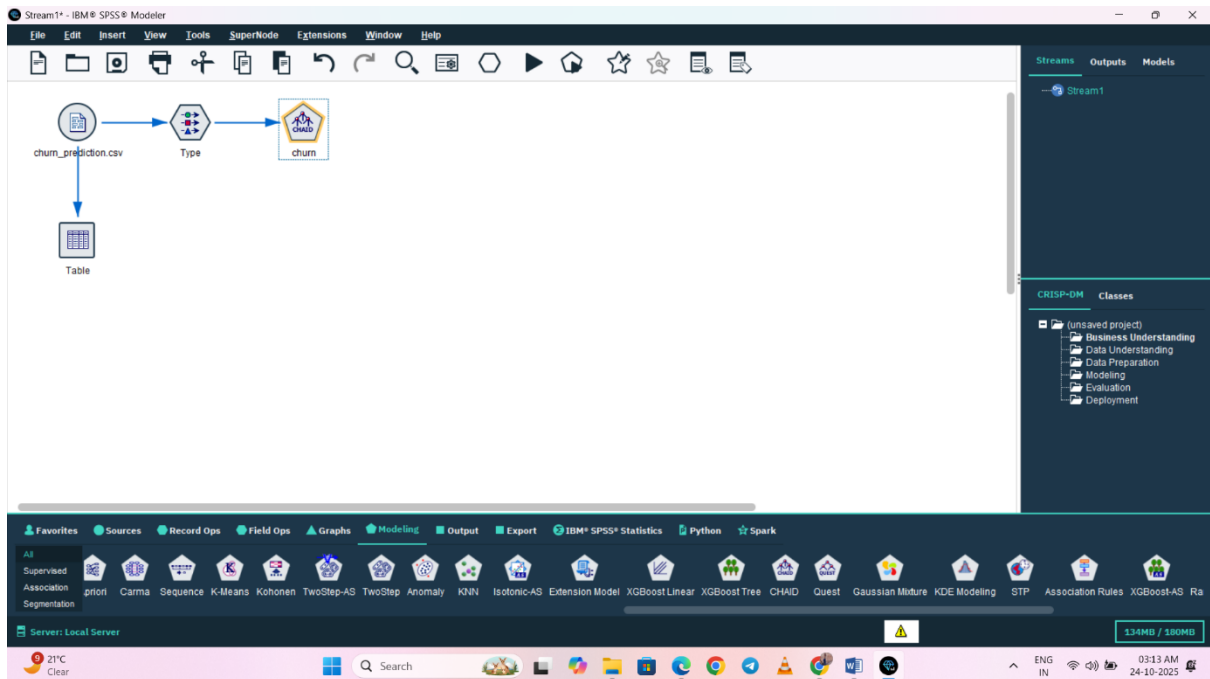 Stream1* - IBM® SPSS® Modeler
File Edit Insert View Tools SuperNode Extensions Window Help
Streams Outputs Models
Stream1
CHAID
churn_prediction.csv Type churn
Table
CRISP-DM Classes
(unsaved project)
Business Understanding
Data Understanding
Data Preparation
Modeling
Evaluation
Deployment
Favorites Sources Record Ops Field Ops Graphs Modeling Output Export IBM® SPSS® Statistics Python Spark
All
Supervised
Association
Segmentation
priori Carma Sequence K-Means Kohonen TwoStep-AS TwoStep Anomaly KNN Isotonic-AS Extension Model XGBoost Linear XGBoost Tree CHAID Quest Gaussian Mixture KDE Modeling STP Association Rules XGBoost-AS Ra
Server: Local Server
134MB / 180MB
9
21°C
Clear
Search
ENG
IN
03:13 AM
24-10-2025